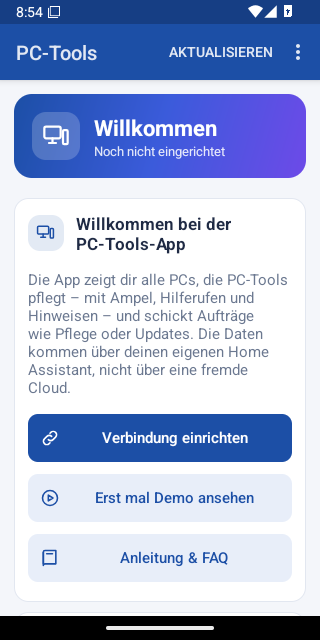 8:54
PC-Tools
AKTUALISIEREN
Willkommen
Noch nicht eingerichtet
Willkommen bei der
PC-Tools-App
Die App zeigt dir alle PCs, die PC-Tools
pflegt – mit Ampel, Hilferufen und
Hinweisen – und schickt Aufträge
wie Pflege oder Updates. Die Daten
kommen über deinen eigenen Home
Assistant, nicht über eine fremde
Cloud.
Verbindung einrichten
Erst mal Demo ansehen
Anleitung & FAQ